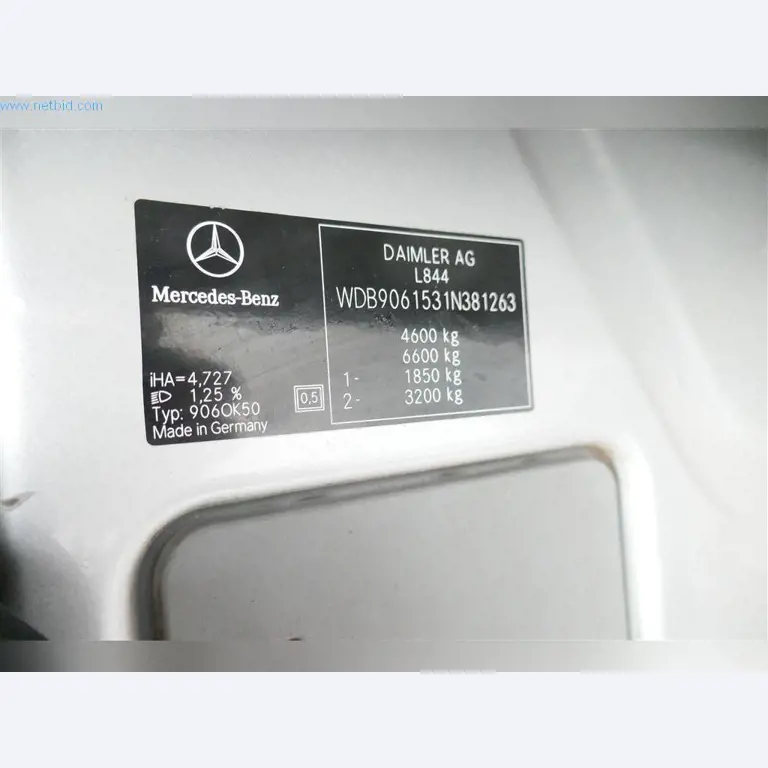 www.netbid.com
Mercedes-Benz
iHA=4,727
1,25 %
Typ: 906OK50
Made in Germany
0,5
DAIMLER AG
L844
WDB9061531N381263
4600 kg
6600 kg
1- 1850 kg
2- 3200 kg